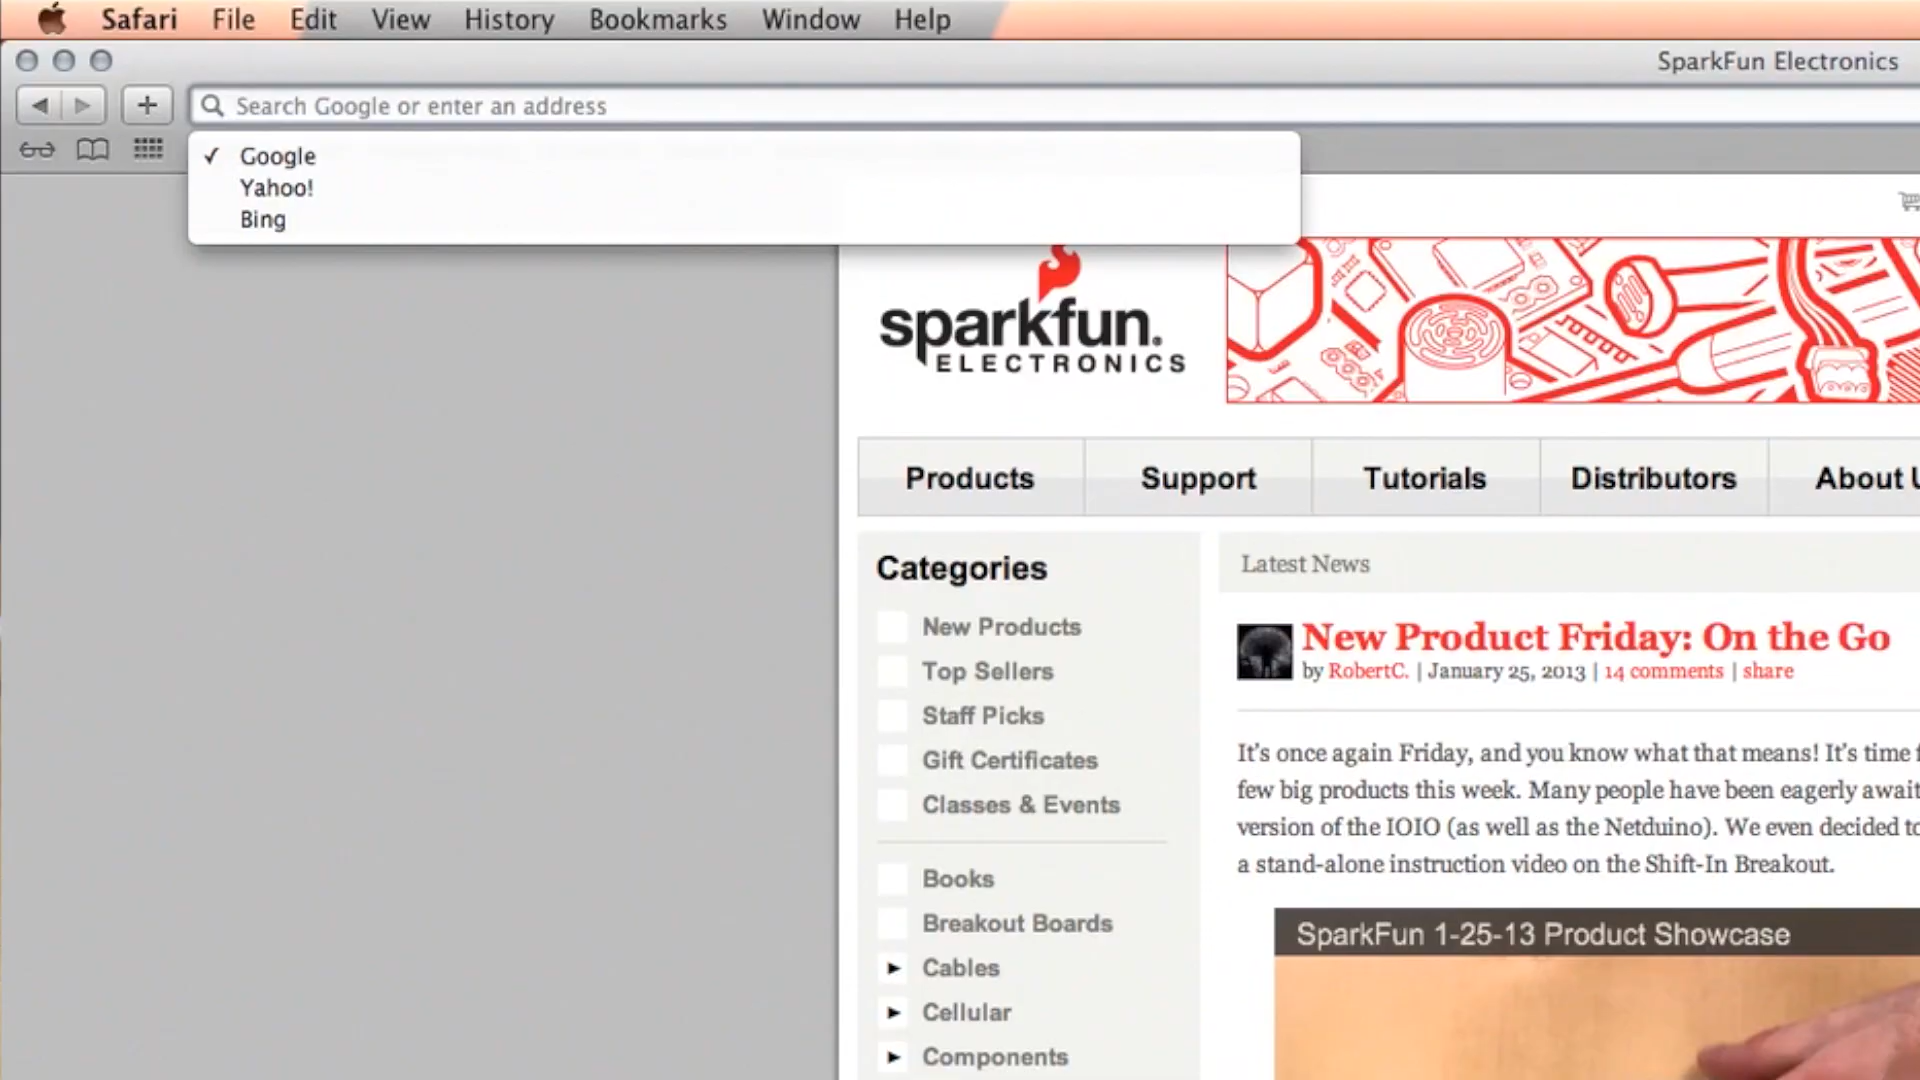 Safari File Edit View History Bookmarks Window Help
SparkFun Electronics
Search Google or enter an address
✓ Google
Yahoo!
Bing
sparkfun.
ELECTRONICS
Products Support Tutorials Distributors About U
Categories
New Products
Top Sellers
Staff Picks
Gift Certificates
Classes & Events
Books
Breakout Boards
Cables
Cellular
Components
Latest News
New Product Friday: On the Go
by RobertC. | January 25, 2013 | 14 comments | share
It's once again Friday, and you know what that means! It's time f
few big products this week. Many people have been eagerly await
version of the IOIO (as well as the Netduino). We even decided to
a stand-alone instruction video on the Shift-In Breakout.
SparkFun 1-25-13 Product Showcase